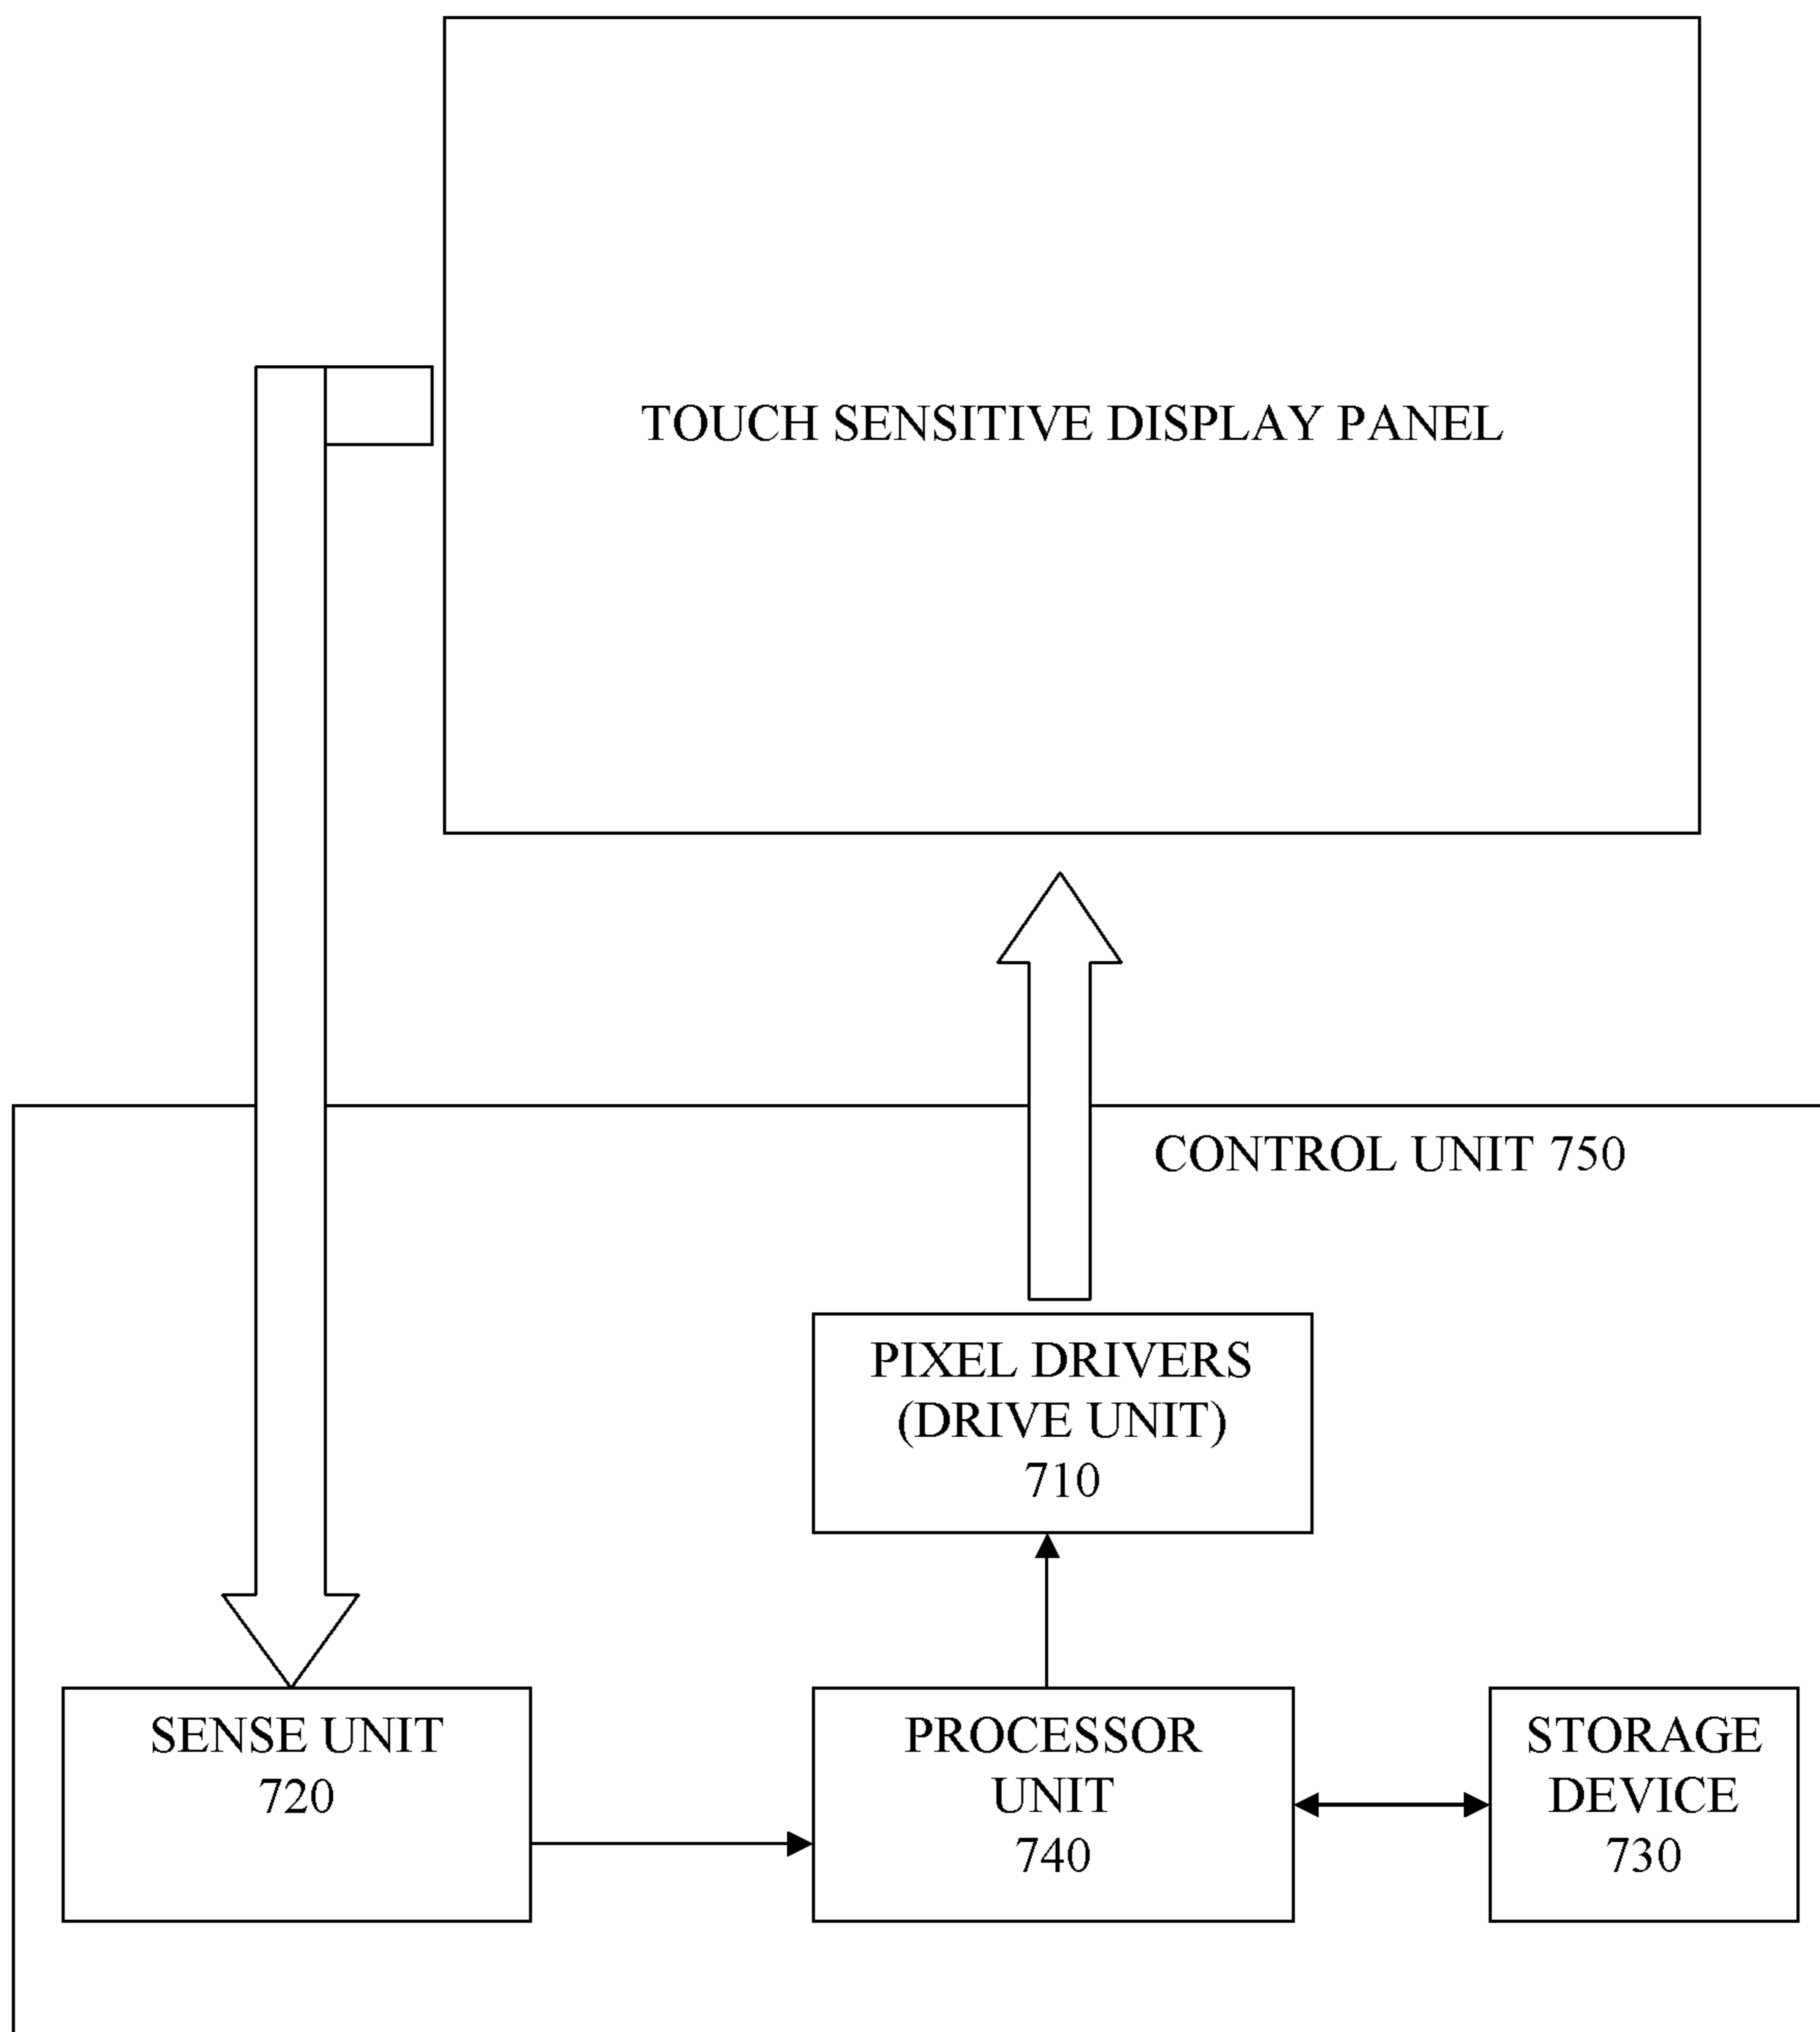 TOUCH SENSITIVE DISPLAY PANEL
CONTROL UNIT 750
PIXEL DRIVERS
(DRIVE UNIT)
710
SENSE UNIT
720
PROCESSOR
UNIT
740
STORAGE
DEVICE
730